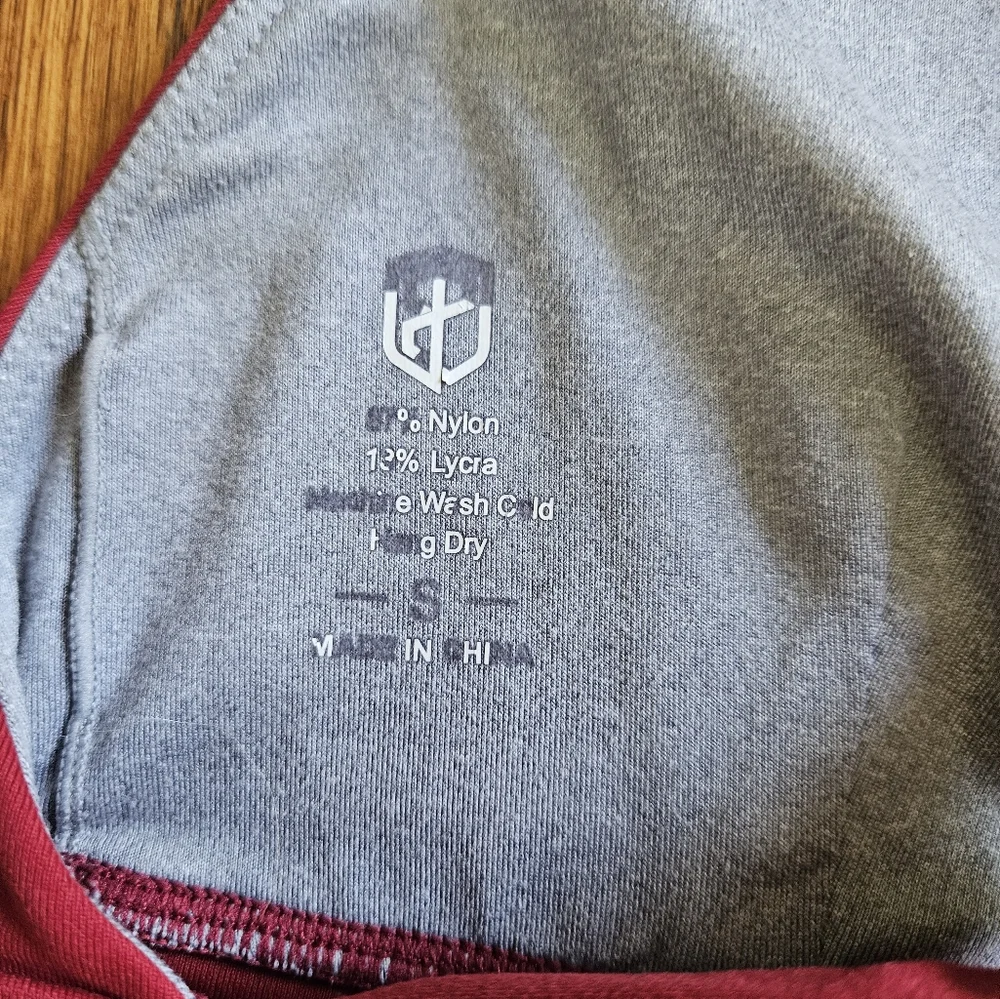 87% Nylon
13% Lycra
Machine Wash Cold
Hang Dry
S
MADE IN CHINA